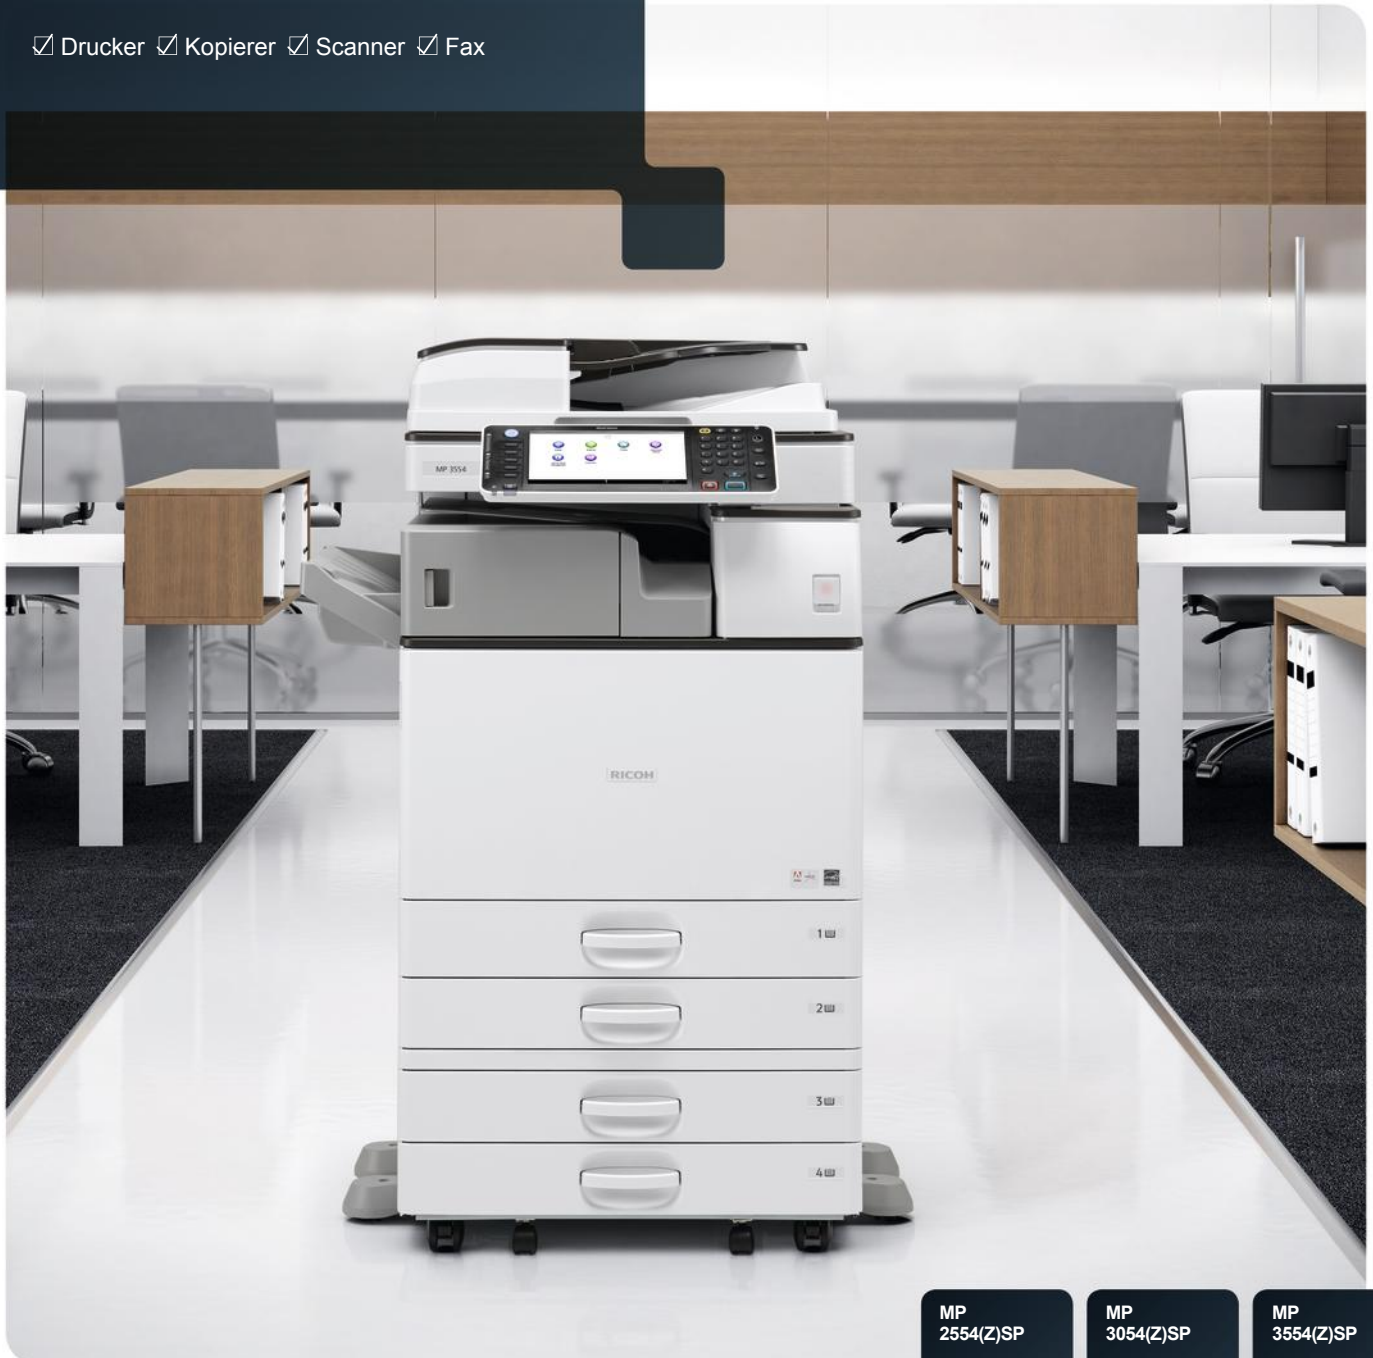 ☑ Drucker ☑ Kopierer ☑ Scanner ☑ Fax
MP 3554
RICOH
1
2
3
4
MP
2554(Z)SP
MP
3054(Z)SP
MP
3554(Z)SP